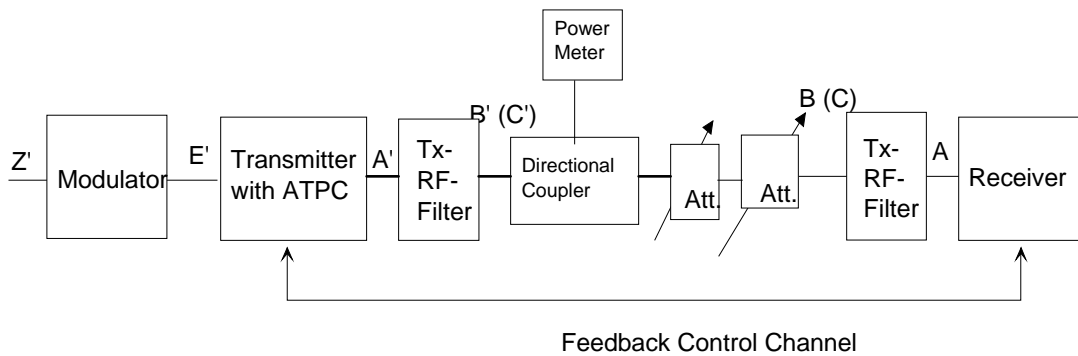 Power
Meter
B' (C')
B (C)
Z'
Modulator
E'
Transmitter
with ATPC
A'
Tx-
RF-
Filter
Directional
Coupler
Att.
Att.
Tx-
RF-
Filter
A
Receiver
Feedback Control Channel